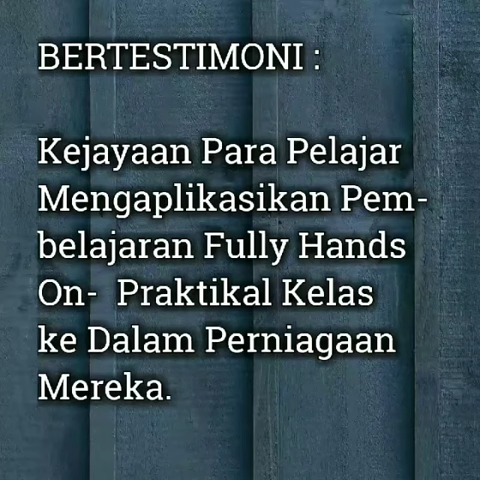 BERTESTIMONI :
Kejayaan Para Pelajar
Mengaplikasikan Pem-
belajaran Fully Hands
On- Praktikal Kelas
ke Dalam Perniagaan
Mereka.